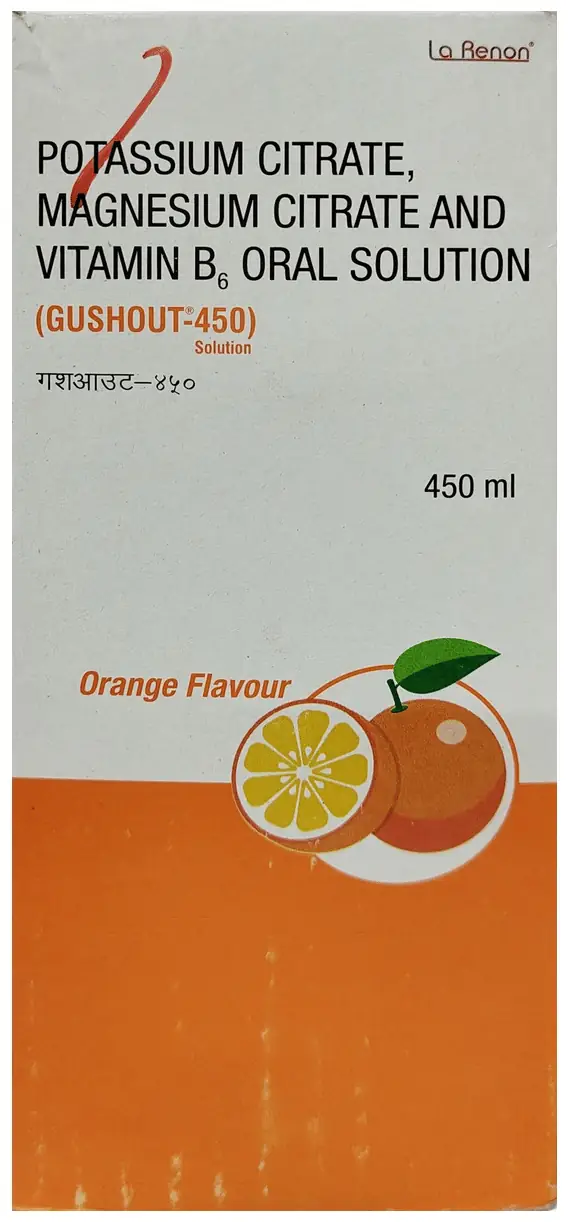 La Renon®
POTASSIUM CITRATE,
MAGNESIUM CITRATE AND
VITAMIN B₆ ORAL SOLUTION
(GUSHOUT®-450)
Solution
गशआउट–४५०
450 ml
Orange Flavour